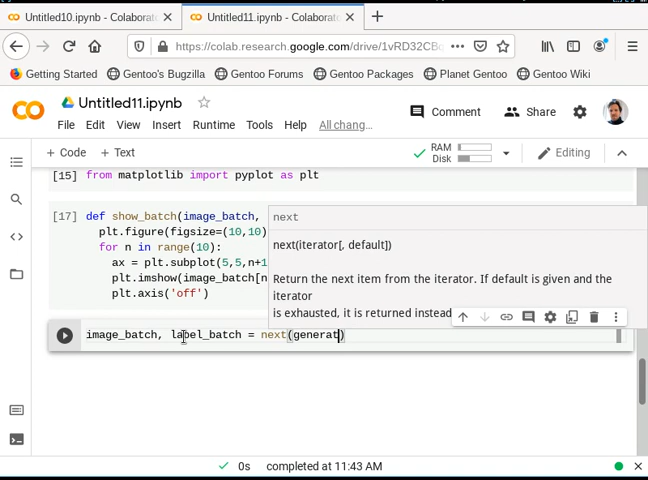 Untitled10.ipynb - Colaborat
Untitled11.ipynb - Colaborat
https://colab.research.google.com/drive/1vRD32CBc
Getting Started
Gentoo's Bugzilla
Gentoo Forums
Gentoo Packages
Planet Gentoo
Gentoo Wiki
Untitled11.ipynb
Comment
Share
File Edit View Insert Runtime Tools Help All chang...
+ Code + Text
RAM
Disk
Editing
[15] from matplotlib import pyplot as plt
[17] def show_batch(image_batch,
plt.figure(figsize=(10,10)
for n in range(10):
ax = plt.subplot(5,5,n+1
plt.imshow(image_batch[n
plt.axis('off')
next
next(iterator[, default])
Return the next item from the iterator. If default is given and the
iterator
is exhausted, it is returned instead
image_batch, label_batch = next(generat)
0s completed at 11:43 AM